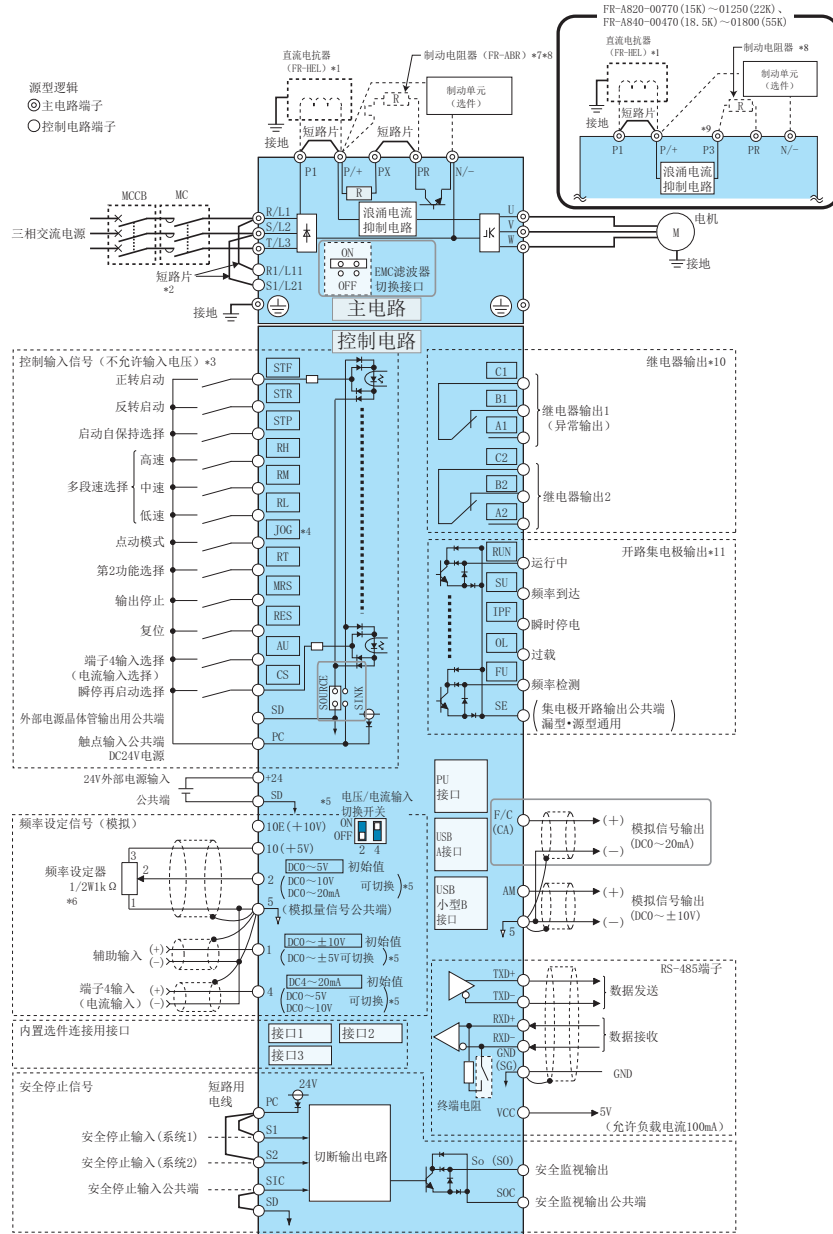 FR-A820-00770(15K)～01250(22K)、
FR-A840-00470(18.5K)～01800(55K)
直流电抗器
（FR-HEL）*1
制动电阻器 *8
制动单元
（选件）
R
接地
短路片
*9
P1
P/+
P3
PR
N/-
浪涌电流
抑制电路
源型逻辑
主电路端子
控制电路端子
直流电抗器
（FR-HEL）*1
制动电阻器（FR-ABR）*7*8
制动单元
（选件）
R
接地
短路片
短路片
P1
P/+
PX
PR
N/-
R
浪涌电流
抑制电路
MCCB
MC
三相交流电源
R/L1
S/L2
T/L3
R1/L11
S1/L21
短路片
*2
接地
ON
OFF
EMC滤波器
切换接口
主电路
U
V
W
电机
M
接地
控制电路
控制输入信号（不允许输入电压）*3
正转启动
STF
反转启动
STR
启动自保持选择
STP
多段速选择
高速
RH
中速
RM
低速
RL
点动模式
JOG
*4
第2功能选择
RT
输出停止
MRS
复位
RES
端子4输入选择
（电流输入选择）
AU
瞬停再启动选择
CS
SOURCE
SINK
外部电源晶体管输出用公共端
SD
触点输入公共端
DC24V电源
PC
24V外部电源输入
+24
公共端
SD
继电器输出*10
C1
B1
A1
继电器输出1
（异常输出）
C2
B2
A2
继电器输出2
开路集电极输出*11
RUN
运行中
SU
频率到达
IPF
瞬时停电
OL
过载
FU
频率检测
SE
（集电极开路输出公共端
漏型•源型通用）
*5
电压/电流输入
切换开关
ON
OFF
2 4
频率设定信号（模拟）
10E(＋10V)
10(＋5V)
频率设定器
1/2W1kΩ
*6
3
2
1
2
DC0～5V 初始值
（DC0～10V
DC0～20mA 可切换）*5
5
（模拟量信号公共端）
辅助输入 (+)
(−)
1
DC0～±10V 初始值
（DC0～±5V可切换）*5
端子4输入 (+)
（电流输入）(−)
4
DC4～20mA 初始值
（DC0～5V
DC0～10V 可切换）*5
PU
接口
USB
A接口
USB
小型B
接口
F/C
(CA)
(+)
(−)
模拟信号输出
（DC0～20mA）
AM
5
(+)
(−)
模拟信号输出
（DC0～±10V）
内置选件连接用接口
接口1
接口2
接口3
RS-485端子
TXD+
TXD-
数据发送
RXD+
RXD-
数据接收
GND
(SG)
GND
终端电阻
VCC
5V
（允许负载电流100mA）
安全停止信号
短路用
电线
PC
24V
安全停止输入(系统1)
S1
安全停止输入(系统2)
S2
安全停止输入公共端
SIC
SD
切断输出电路
So (SO)
安全监视输出
SOC
安全监视输出公共端